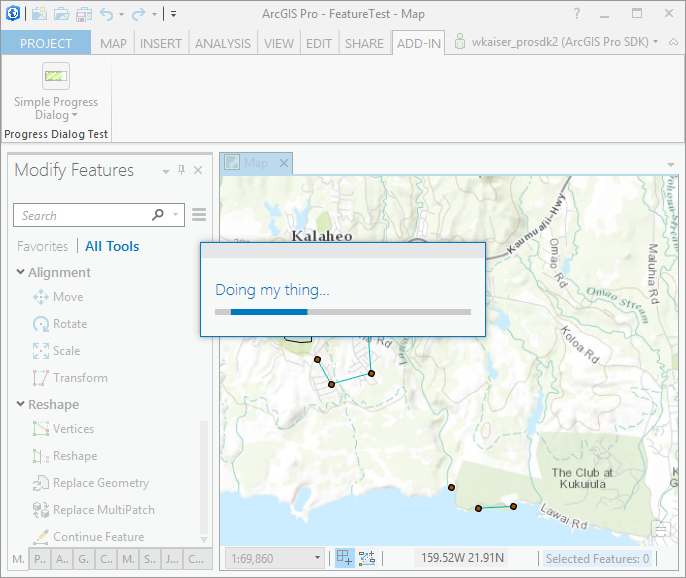 ArcGIS Pro - FeatureTest - Map
PROJECT MAP INSERT ANALYSIS VIEW EDIT SHARE ADD-IN wkaiser_prosdk2 (ArcGIS Pro SDK)
Simple Progress
Dialog
Progress Dialog Test
Modify Features
Search
Favorites All Tools
Alignment
Move
Rotate
Scale
Transform
Reshape
Vertices
Reshape
Replace Geometry
Replace MultiPatch
Continue Feature
M. P... A... G... C... M... S... J... C...
Map
Kalaheo
Kaumualii-Hwy
Omao Rd
Omao Stream
Maluhia Rd
Koloa Rd
Doing my thing...
Rd
The Club at
Kukuiula
Lawai Rd
1:69,860
159.52W 21.91N
Selected Features: 0